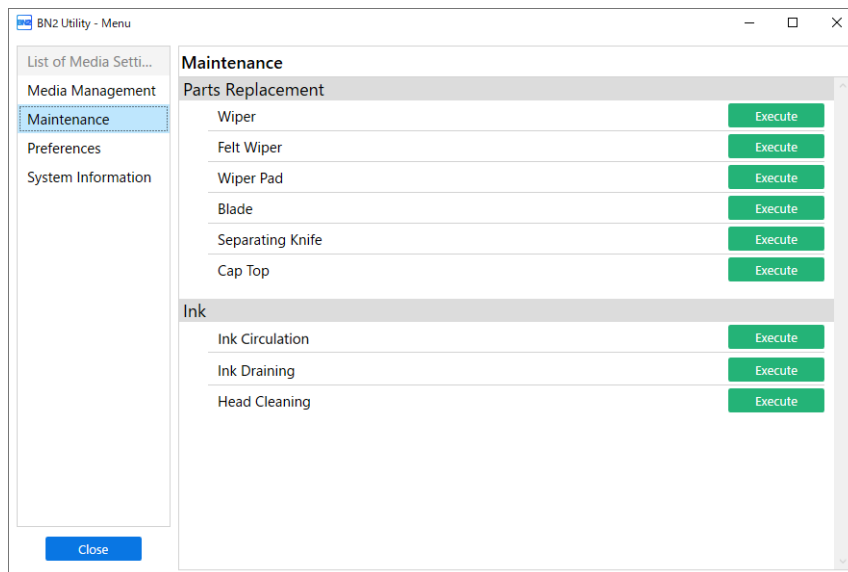 BN2 Utility - Menu
List of Media Setti...
Media Management
Maintenance
Preferences
System Information
Close
Maintenance
Parts Replacement
Wiper Execute
Felt Wiper Execute
Wiper Pad Execute
Blade Execute
Separating Knife Execute
Cap Top Execute
Ink
Ink Circulation Execute
Ink Draining Execute
Head Cleaning Execute